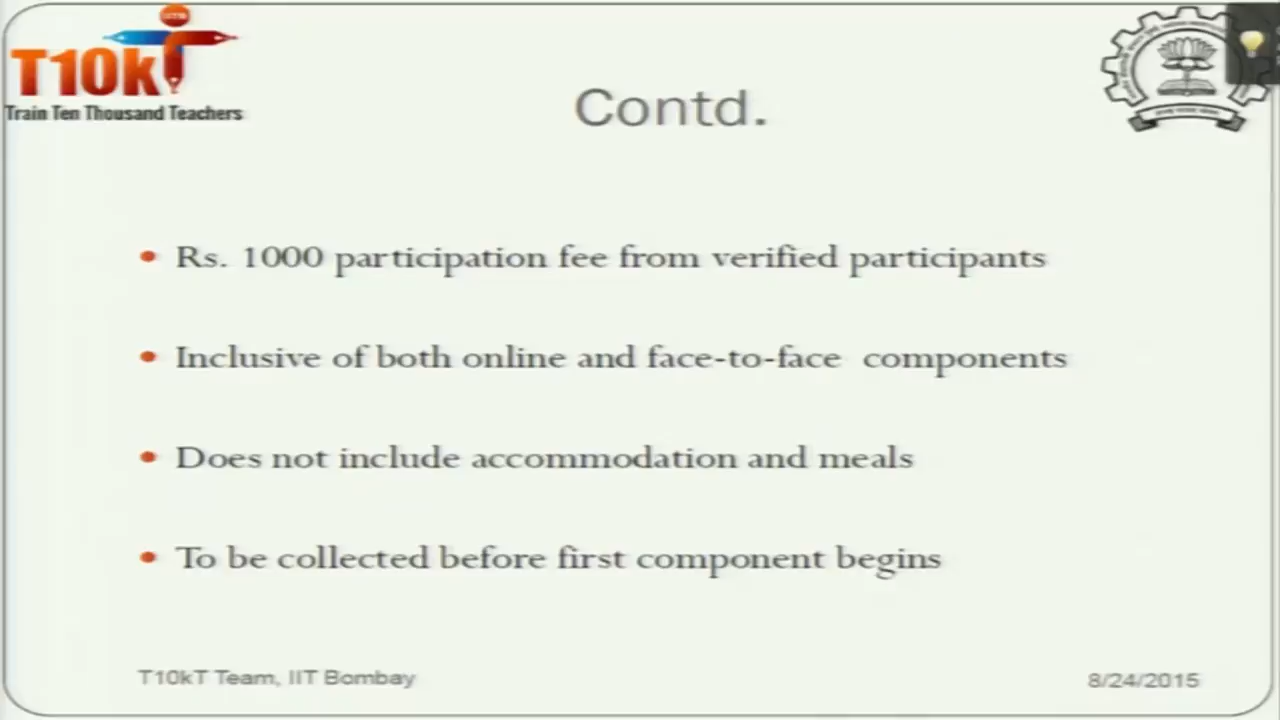 T10kT
Train Ten Thousand Teachers
Contd.
• Rs. 1000 participation fee from verified participants
• Inclusive of both online and face-to-face components
• Does not include accommodation and meals
• To be collected before first component begins
T10kT Team, IIT Bombay
8/24/2015